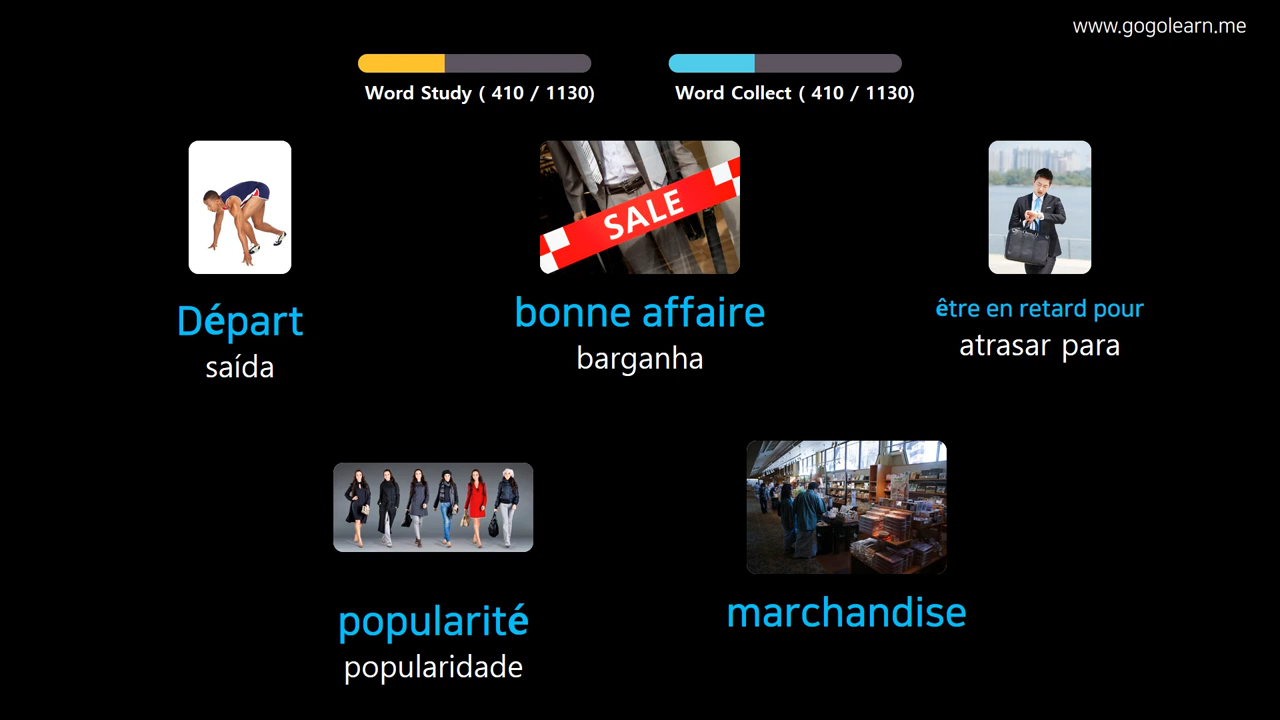 www.gogolearn.me
Word Study ( 410 / 1130)
Word Collect ( 410 / 1130)
SALE
Départ
saída
bonne affaire
barganha
être en retard pour
atrasar para
popularité
popularidade
marchandise